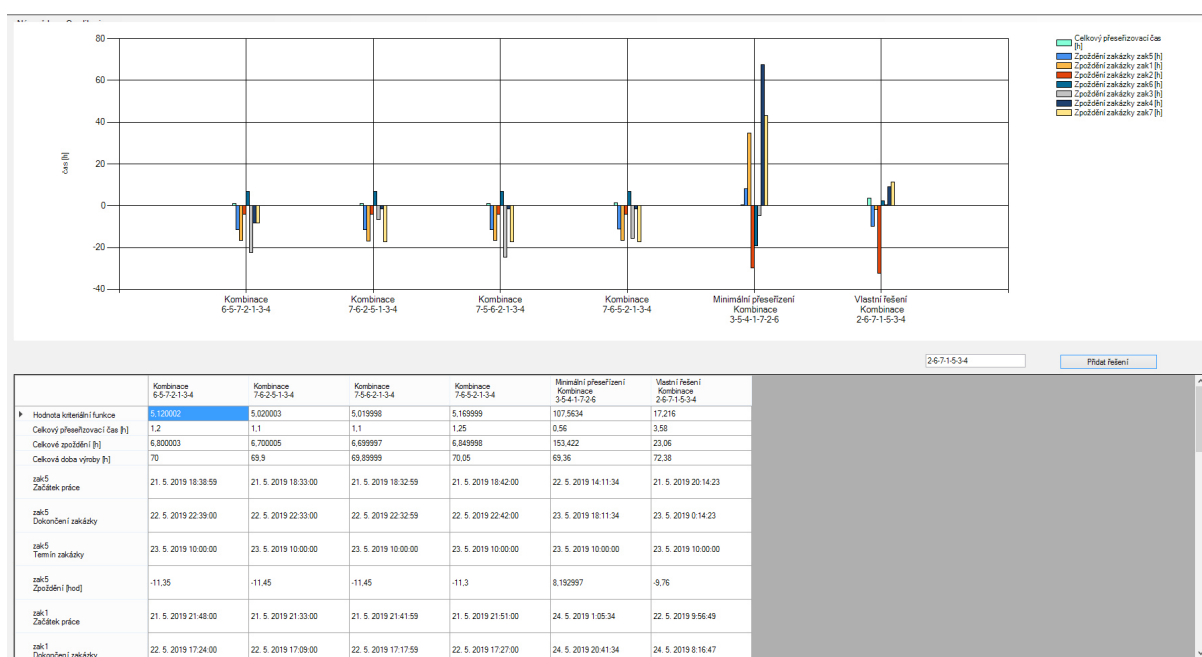 80
60
40
20
0
-20
-40
čas [h]
Kombinace
6-5-7-2-1-3-4
Kombinace
7-6-2-5-1-3-4
Kombinace
7-5-6-2-1-3-4
Kombinace
7-6-5-2-1-3-4
Minimální přeseřízení
Kombinace
3-5-4-1-7-2-6
Vlastní řešení
Kombinace
2-6-7-1-5-3-4
Celkový přeseřizovací čas
[h]
Zpoždění zakázky zak5 [h]
Zpoždění zakázky zak1 [h]
Zpoždění zakázky zak2 [h]
Zpoždění zakázky zak6 [h]
Zpoždění zakázky zak3 [h]
Zpoždění zakázky zak4 [h]
Zpoždění zakázky zak7 [h]
2-6-7-1-5-3-4
Přidat řešení
Kombinace
6-5-7-2-1-3-4
Kombinace
7-6-2-5-1-3-4
Kombinace
7-5-6-2-1-3-4
Kombinace
7-6-5-2-1-3-4
Minimální přeseřízení
Kombinace
3-5-4-1-7-2-6
Vlastní řešení
Kombinace
2-6-7-1-5-3-4
Hodnota kriteriální funkce 5,120002 5,020003 5,019998 5,169999 107,5634 17,216
Celkový přeseřizovací čas [h] 1,2 1,1 1,1 1,25 0,56 3,58
Celkové zpoždění [h] 6,800003 6,700005 6,699997 6,849998 153,422 23,06
Celková doba výroby [h] 70 69,9 69,89999 70,05 69,36 72,38
zak5
Začátek práce 21. 5. 2019 18:38:59 21. 5. 2019 18:33:00 21. 5. 2019 18:32:59 21. 5. 2019 18:42:00 22. 5. 2019 14:11:34 21. 5. 2019 20:14:23
zak5
Dokončení zakázky 22. 5. 2019 22:39:00 22. 5. 2019 22:33:00 22. 5. 2019 22:32:59 22. 5. 2019 22:42:00 23. 5. 2019 18:11:34 23. 5. 2019 0:14:23
zak5
Termín zakázky 23. 5. 2019 10:00:00 23. 5. 2019 10:00:00 23. 5. 2019 10:00:00 23. 5. 2019 10:00:00 23. 5. 2019 10:00:00 23. 5. 2019 10:00:00
zak5
Zpoždění [hod] -11,35 -11,45 -11,45 -11,3 8,192997 -9,76
zak1
Začátek práce 21. 5. 2019 21:48:00 21. 5. 2019 21:33:00 21. 5. 2019 21:41:59 21. 5. 2019 21:51:00 24. 5. 2019 1:05:34 22. 5. 2019 9:56:49
zak1
Dokončení zakázky 22. 5. 2019 17:24:00 22. 5. 2019 17:09:00 22. 5. 2019 17:17:59 22. 5. 2019 17:27:00 24. 5. 2019 20:41:34 24. 5. 2019 8:16:47